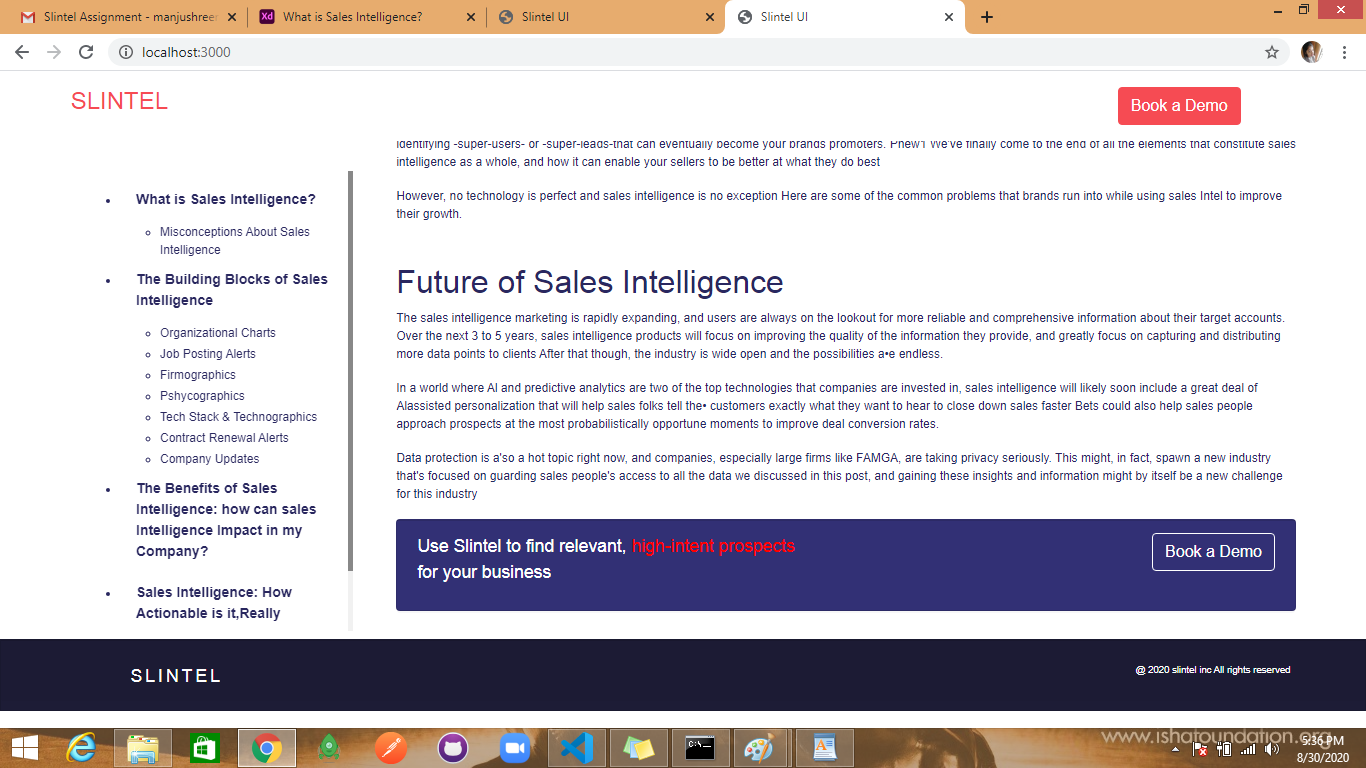 Slintel Assignment - manjushreer
What is Sales Intelligence?
Slintel UI
Slintel UI
localhost:3000
SLINTEL
Book a Demo
identifying -super-users- or -super-leads-that can eventually become your brands promoters. Phew1 We've finally come to the end of all the elements that constitute sales
intelligence as a whole, and how it can enable your sellers to be better at what they do best
However, no technology is perfect and sales intelligence is no exception Here are some of the common problems that brands run into while using sales Intel to improve
their growth.
• What is Sales Intelligence?
◦ Misconceptions About Sales
Intelligence
• The Building Blocks of Sales
Intelligence
◦ Organizational Charts
◦ Job Posting Alerts
◦ Firmographics
◦ Pshycographics
◦ Tech Stack & Technographics
◦ Contract Renewal Alerts
◦ Company Updates
• The Benefits of Sales
Intelligence: how can sales
Intelligence Impact in my
Company?
• Sales Intelligence: How
Actionable is it,Really
Future of Sales Intelligence
The sales intelligence marketing is rapidly expanding, and users are always on the lookout for more reliable and comprehensive information about their target accounts.
Over the next 3 to 5 years, sales intelligence products will focus on improving the quality of the information they provide, and greatly focus on capturing and distributing
more data points to clients After that though, the industry is wide open and the possibilities a•e endless.
In a world where AI and predictive analytics are two of the top technologies that companies are invested in, sales intelligence will likely soon include a great deal of
Alassisted personalization that will help sales folks tell the• customers exactly what they want to hear to close down sales faster Bets could also help sales people
approach prospects at the most probabilistically opportune moments to improve deal conversion rates.
Data protection is a'so a hot topic right now, and companies, especially large firms like FAMGA, are taking privacy seriously. This might, in fact, spawn a new industry
that's focused on guarding sales people's access to all the data we discussed in this post, and gaining these insights and information might by itself be a new challenge
for this industry
Use Slintel to find relevant, high-intent prospects
for your business
Book a Demo
SLINTEL
@ 2020 slintel inc All rights reserved
www.ishafoundation.org
5:36 PM
8/30/2020